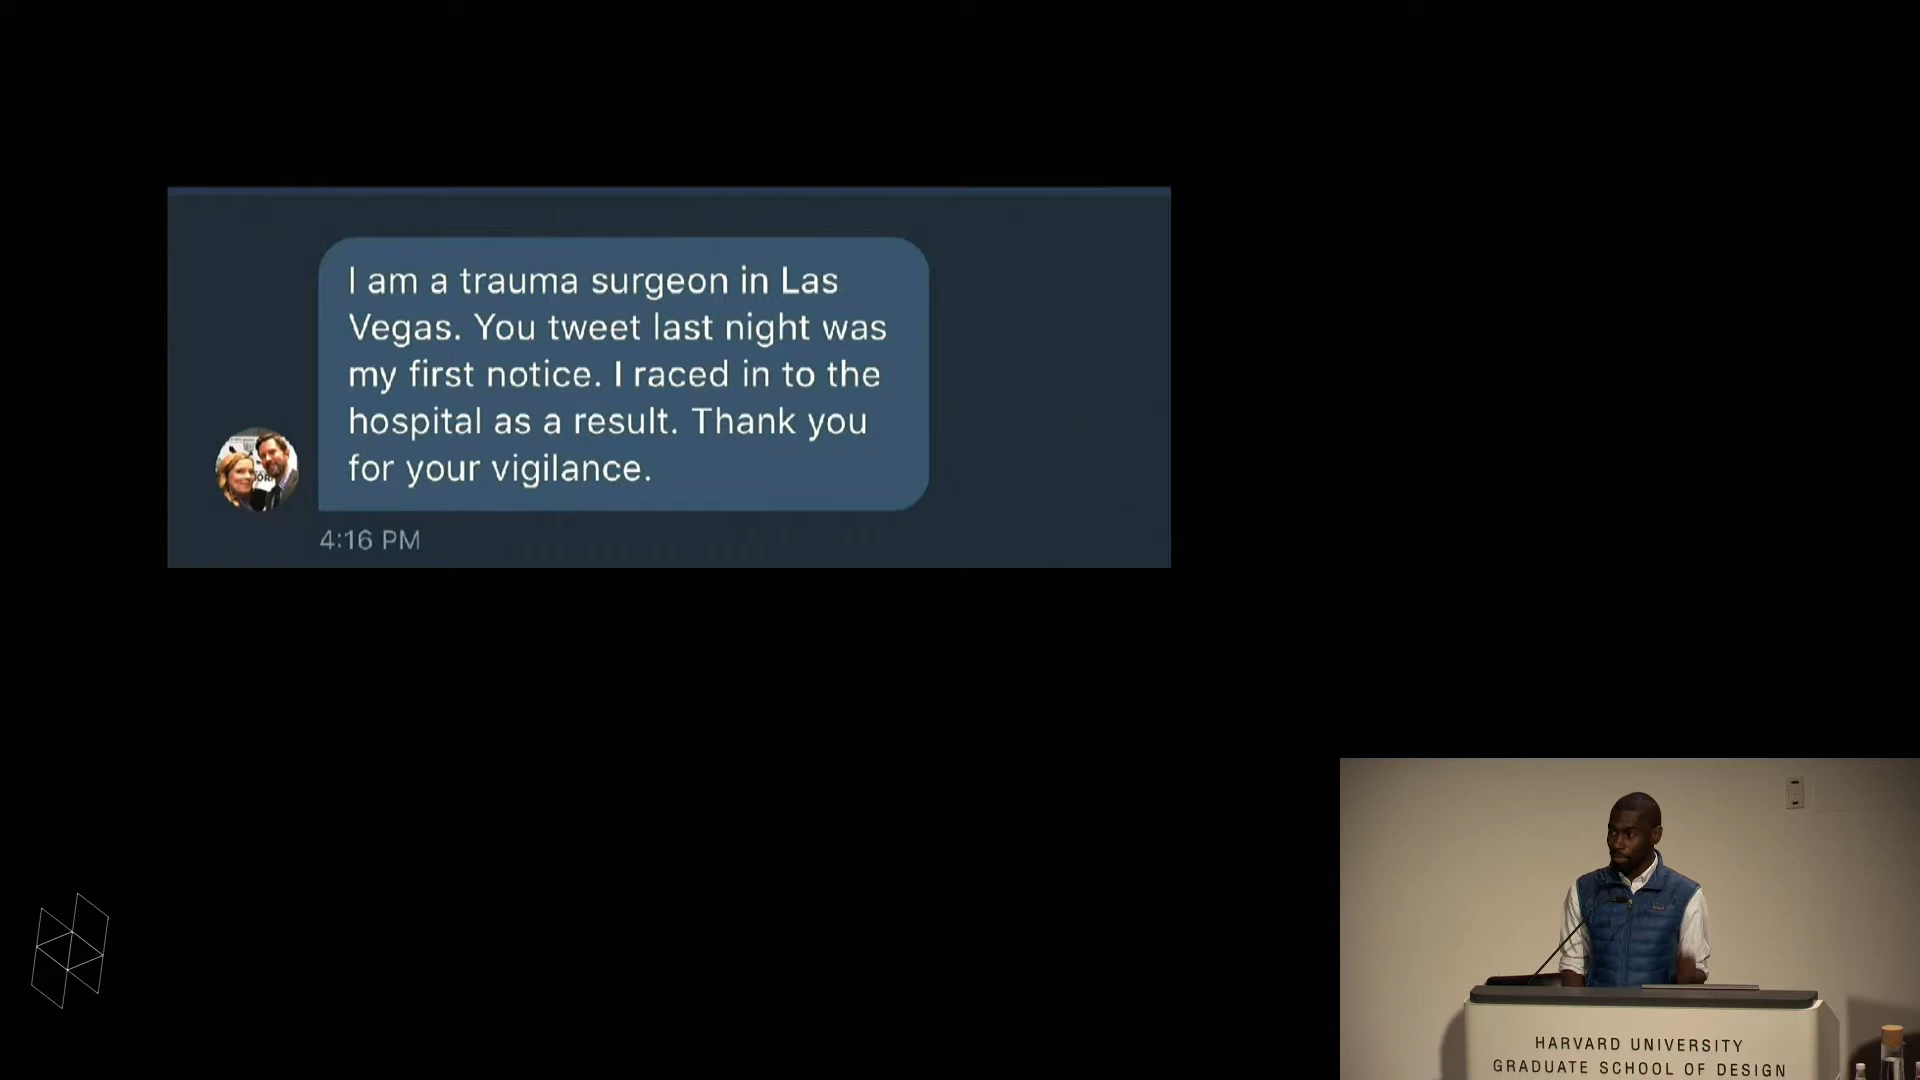 I am a trauma surgeon in Las
Vegas. You tweet last night was
my first notice. I raced in to the
hospital as a result. Thank you
for your vigilance.
4:16 PM
HARVARD UNIVERSITY
GRADUATE SCHOOL OF DESIGN